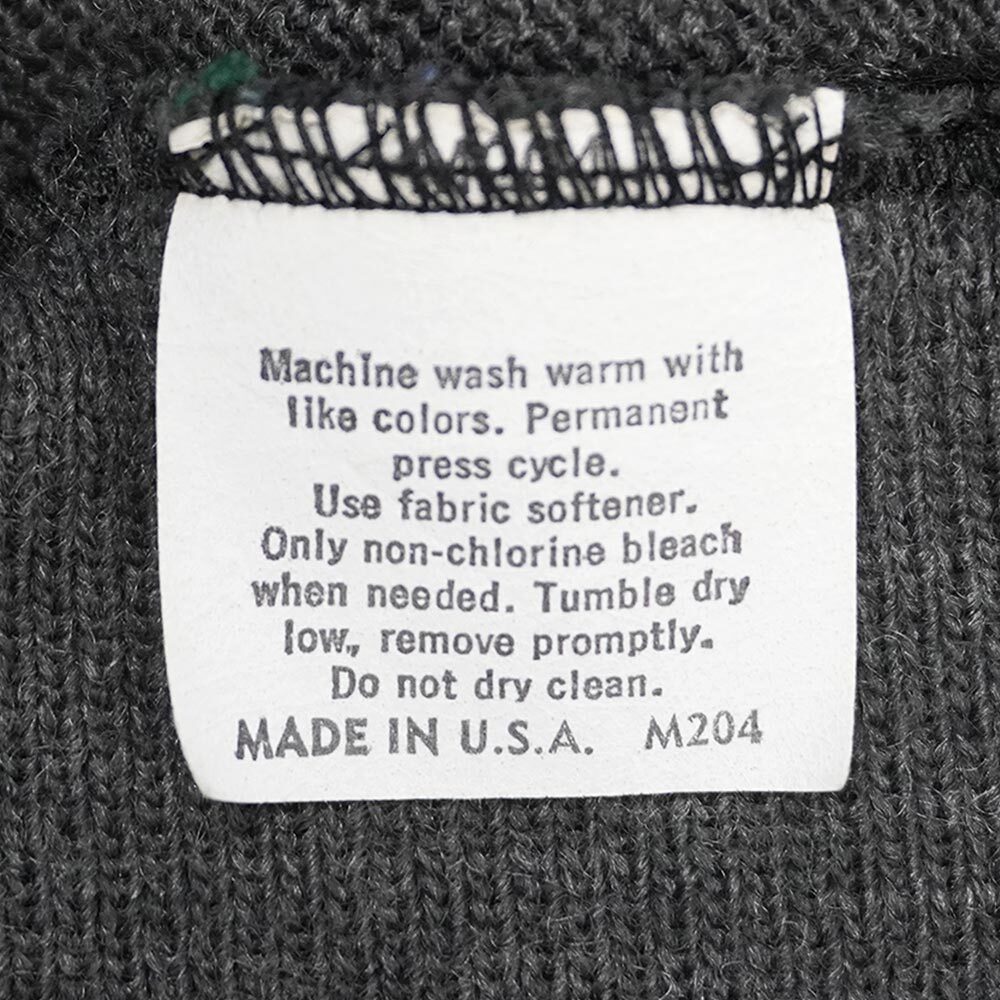 Machine wash warm with
like colors. Permanent
press cycle.
Use fabric softener.
Only non-chlorine bleach
when needed. Tumble dry
low., remove promptly.
Do not dry clean.
MADE IN U.S.A. M204